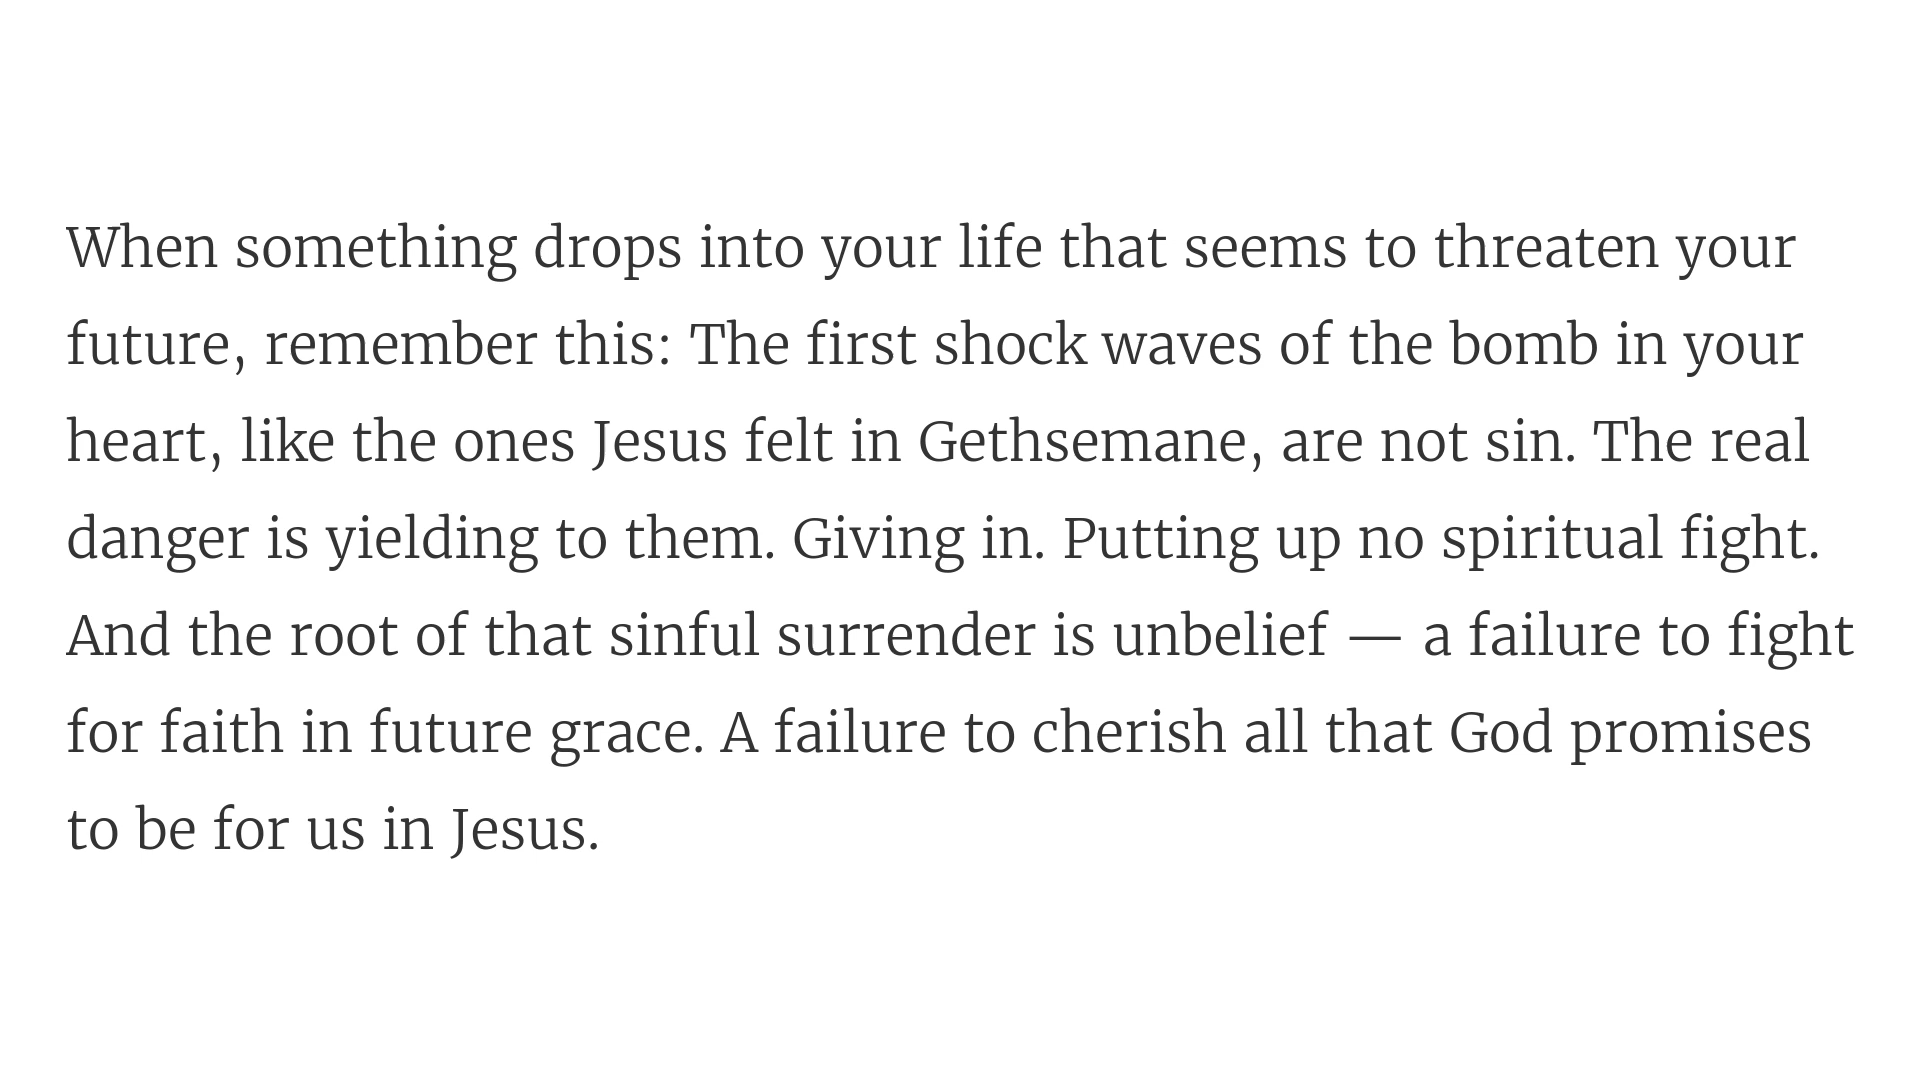 When something drops into your life that seems to threaten your
future, remember this: The first shock waves of the bomb in your
heart, like the ones Jesus felt in Gethsemane, are not sin. The real
danger is yielding to them. Giving in. Putting up no spiritual fight.
And the root of that sinful surrender is unbelief — a failure to fight
for faith in future grace. A failure to cherish all that God promises
to be for us in Jesus.